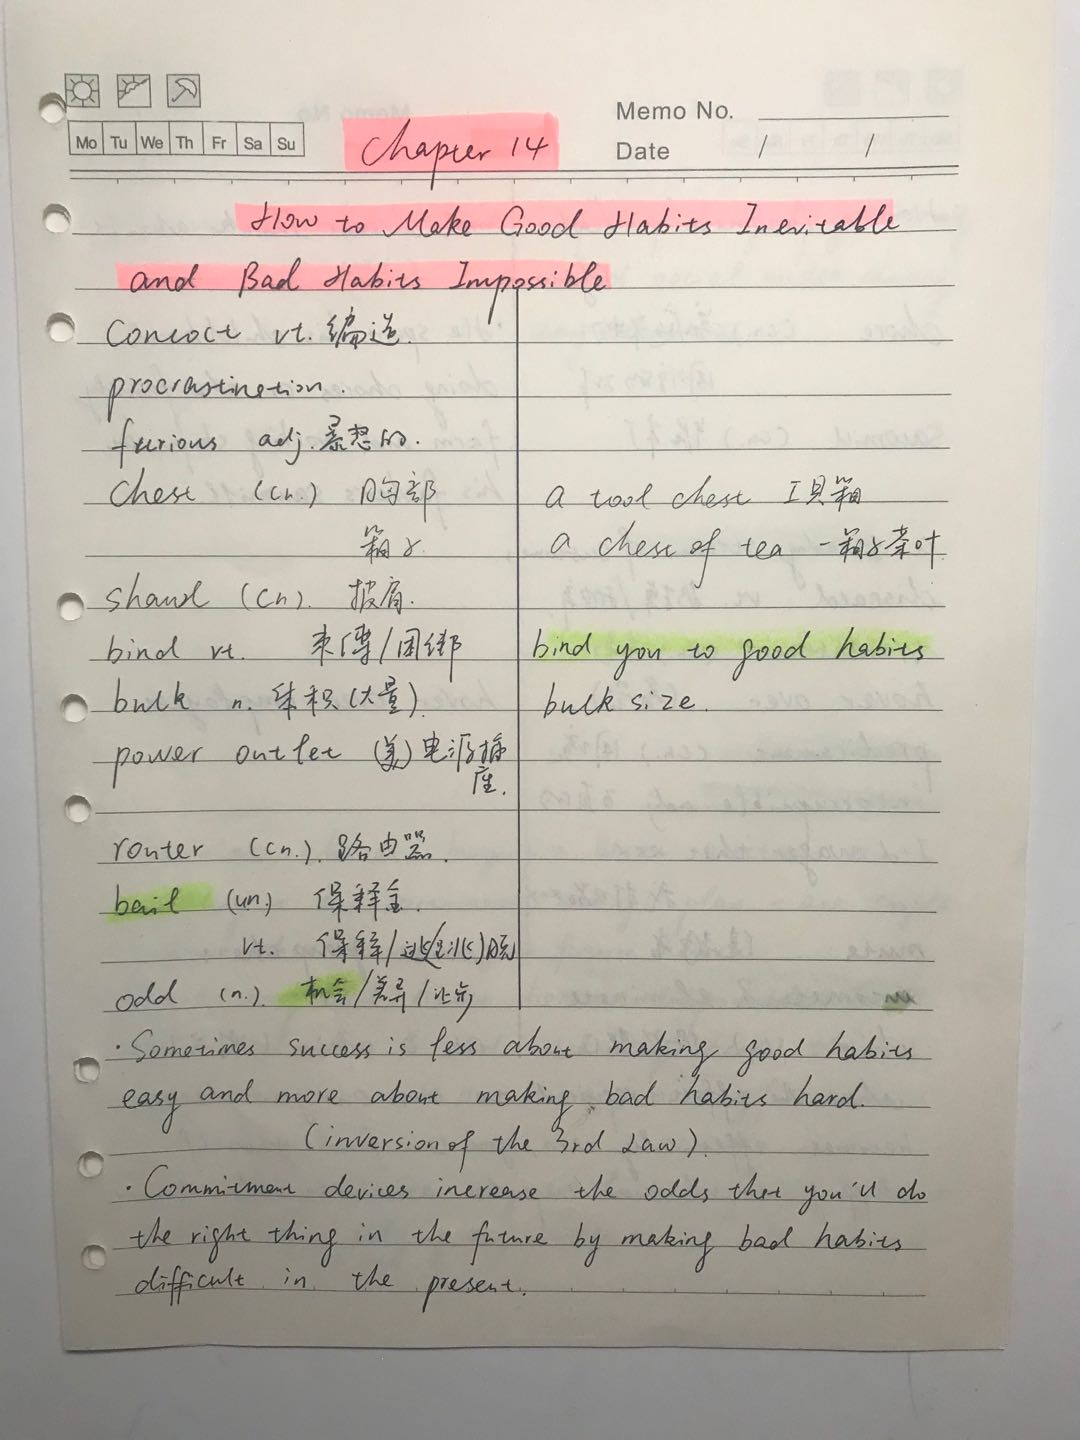 Memo No.
Mo Tu We Th Fr Sa Su
Chapter 14
Date / /
How to Make Good Habits Inevitable
and Bad Habits Impossible
Concoct vt. 编造.
procrastination.
furious adj. 暴怒的.
Chest (cn.) 胸部 a tool chest 工具箱
箱子 a chest of tea 一箱子茶叶
shawl (cn). 披肩.
bind vt. 束缚/困绑 bind you to good habits
bulk n. 体积(大量) bulk size.
power outlet (美) 电源插
座.
router (cn.). 路由器.
bail (un.) 保释金.
vt. 保释/逃(避)
odd (n.) 机会/差异/
· Sometimes success is less about making good habits
easy and more about making bad habits hard.
(inversion of the 3rd Law).
· Commitment devices increase the odds that you'll do
the right thing in the future by making bad habits
difficult in the present.